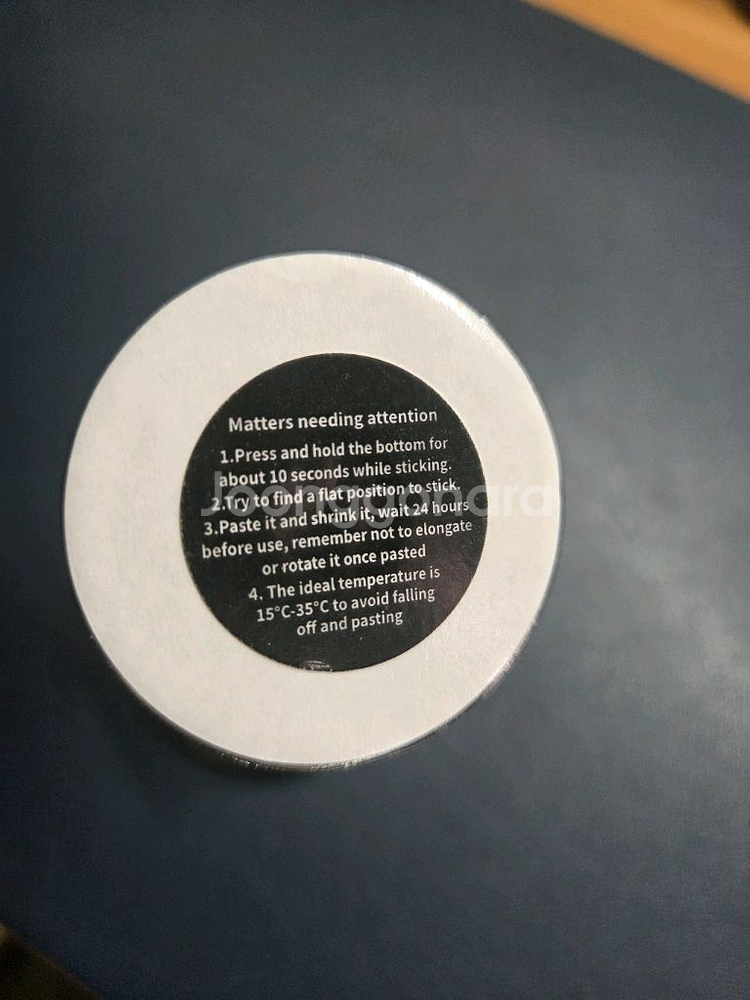 Matters needing attention
1.Press and hold the bottom for
about 10 seconds while sticking.
2.Try to find a flat position to stick.
Joonggonara
3.Paste it and shrink it, wait 24 hours
before use, remember not to elongate
or rotate it once pasted
4. The ideal temperature is
15°C-35°C to avoid falling
off and pasting